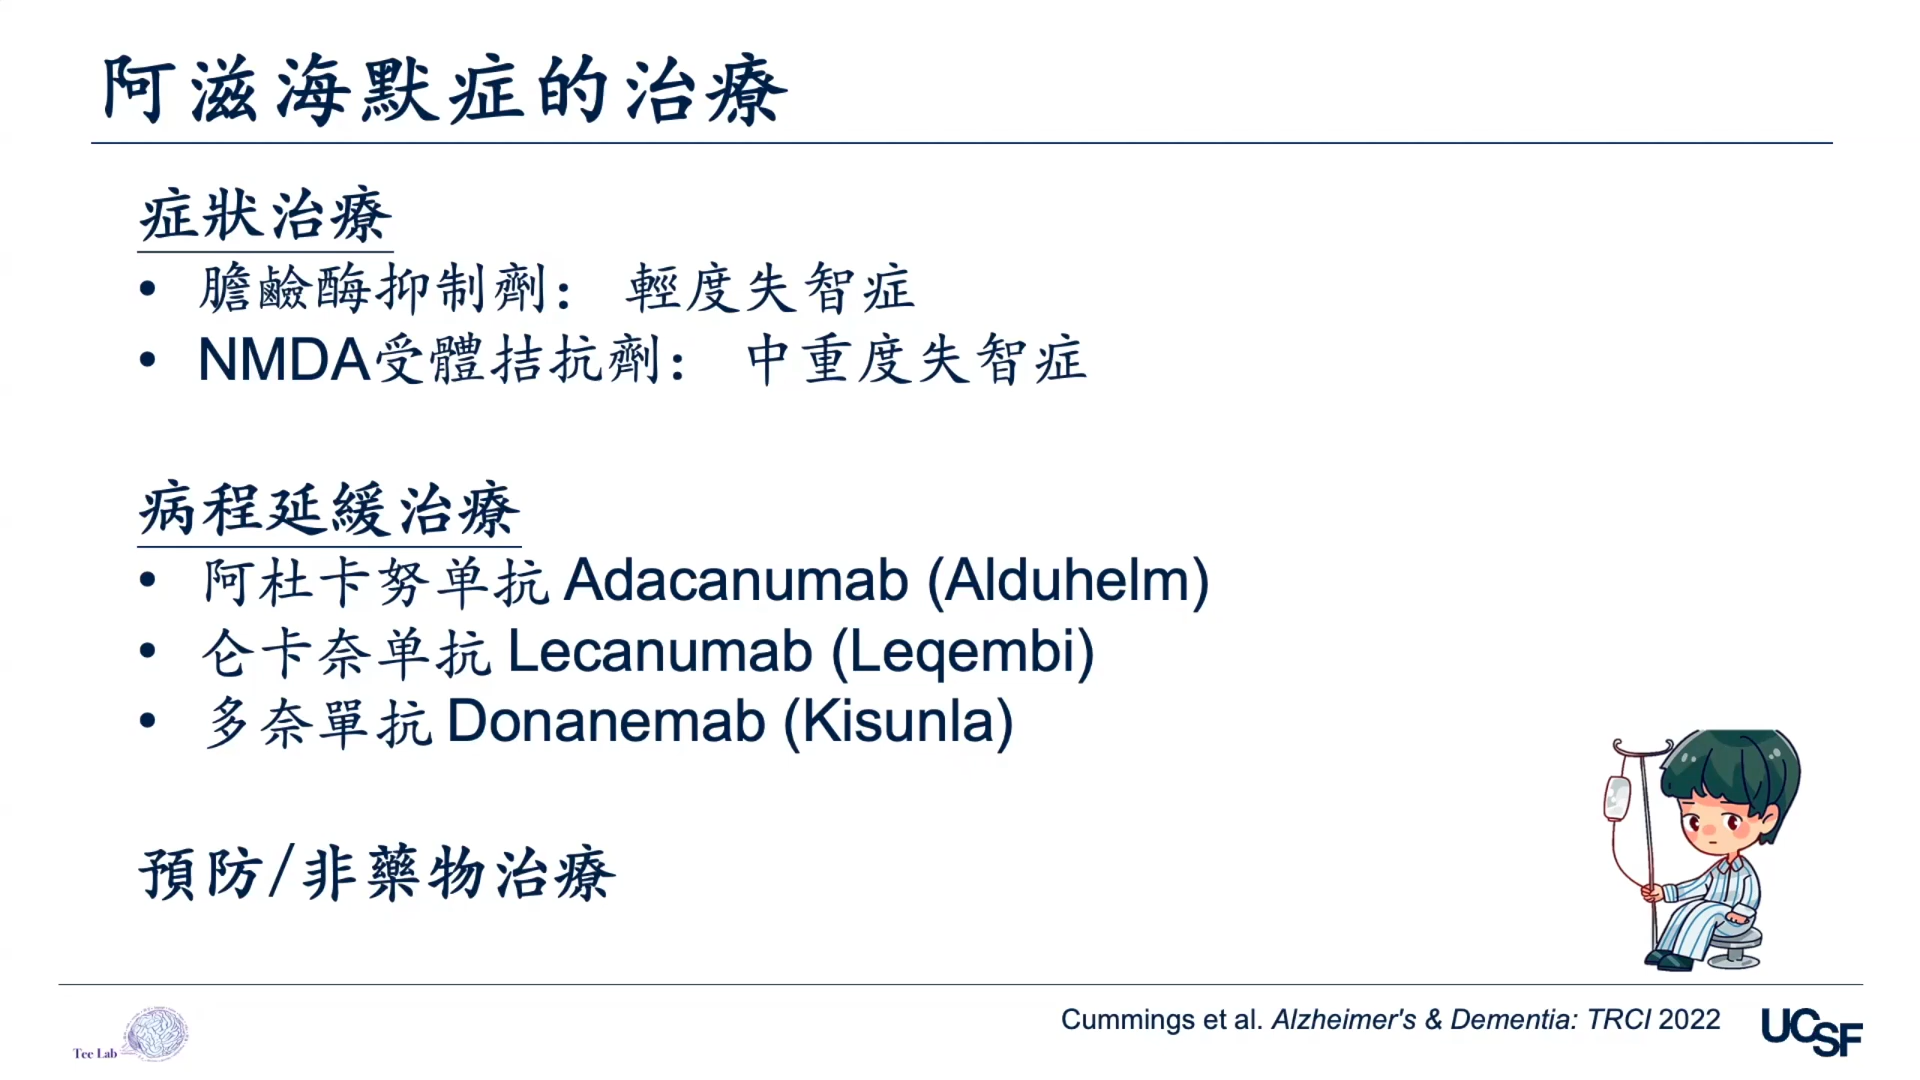 阿滋海默症的治療
症狀治療
• 膽鹼酶抑制劑： 輕度失智症
• NMDA受體拮抗劑： 中重度失智症
病程延緩治療
• 阿杜卡努单抗 Adacanumab (Alduhelm)
• 仑卡奈单抗 Lecanumab (Leqembi)
• 多奈單抗 Donanemab (Kisunla)
預防/非藥物治療
Cummings et al. Alzheimer's & Dementia: TRCI 2022
Tee Lab
UCSF